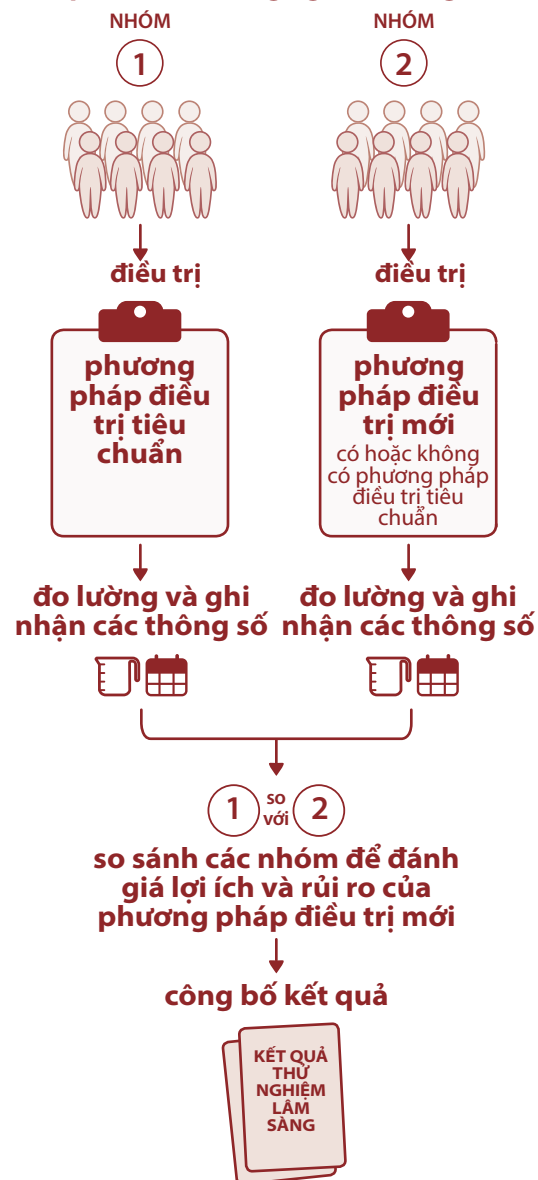 NHÓM
1
NHÓM
2
điều trị
điều trị
phương
pháp điều
trị tiêu
chuẩn
phương
pháp điều
trị mới
có hoặc không
có phương pháp
điều trị tiêu
chuẩn
đo lường và ghi
nhận các thông số
đo lường và ghi
nhận các thông số
1 so với 2
so sánh các nhóm để đánh
giá lợi ích và rủi ro của
phương pháp điều trị mới
công bố kết quả
KẾT QUẢ
THỬ
NGHIỆM
LÂM
SÀNG